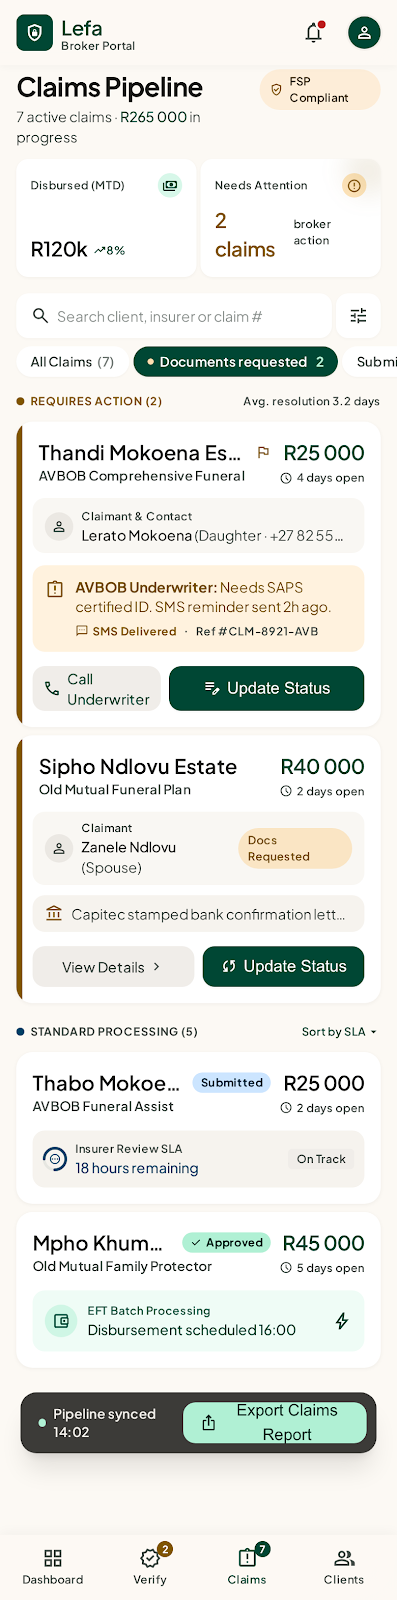 Lefa
Broker Portal
Claims Pipeline
FSP
Compliant
7 active claims · R265 000 in
progress
Disbursed (MTD)
R120k 8%
Needs Attention
2
claims
broker
action
Search client, insurer or claim #
All Claims (7)
Documents requested 2
Submi
REQUIRES ACTION (2)
Avg. resolution 3.2 days
Thandi Mokoena Es...
R25 000
AVBOB Comprehensive Funeral
4 days open
Claimant & Contact
Lerato Mokoena (Daughter · +27 82 55...
AVBOB Underwriter: Needs SAPS
certified ID. SMS reminder sent 2h ago.
SMS Delivered · Ref #CLM-8921-AVB
Call
Underwriter
Update Status
Sipho Ndlovu Estate
R40 000
Old Mutual Funeral Plan
2 days open
Claimant
Zanele Ndlovu
(Spouse)
Docs
Requested
Capitec stamped bank confirmation lett...
View Details
Update Status
STANDARD PROCESSING (5)
Sort by SLA
Thabo Mokoe...
Submitted
R25 000
AVBOB Funeral Assist
2 days open
Insurer Review SLA
18 hours remaining
On Track
Mpho Khum...
Approved
R45 000
Old Mutual Family Protector
5 days open
EFT Batch Processing
Disbursement scheduled 16:00
Pipeline synced
14:02
Export Claims
Report
2
7
Dashboard
Verify
Claims
Clients